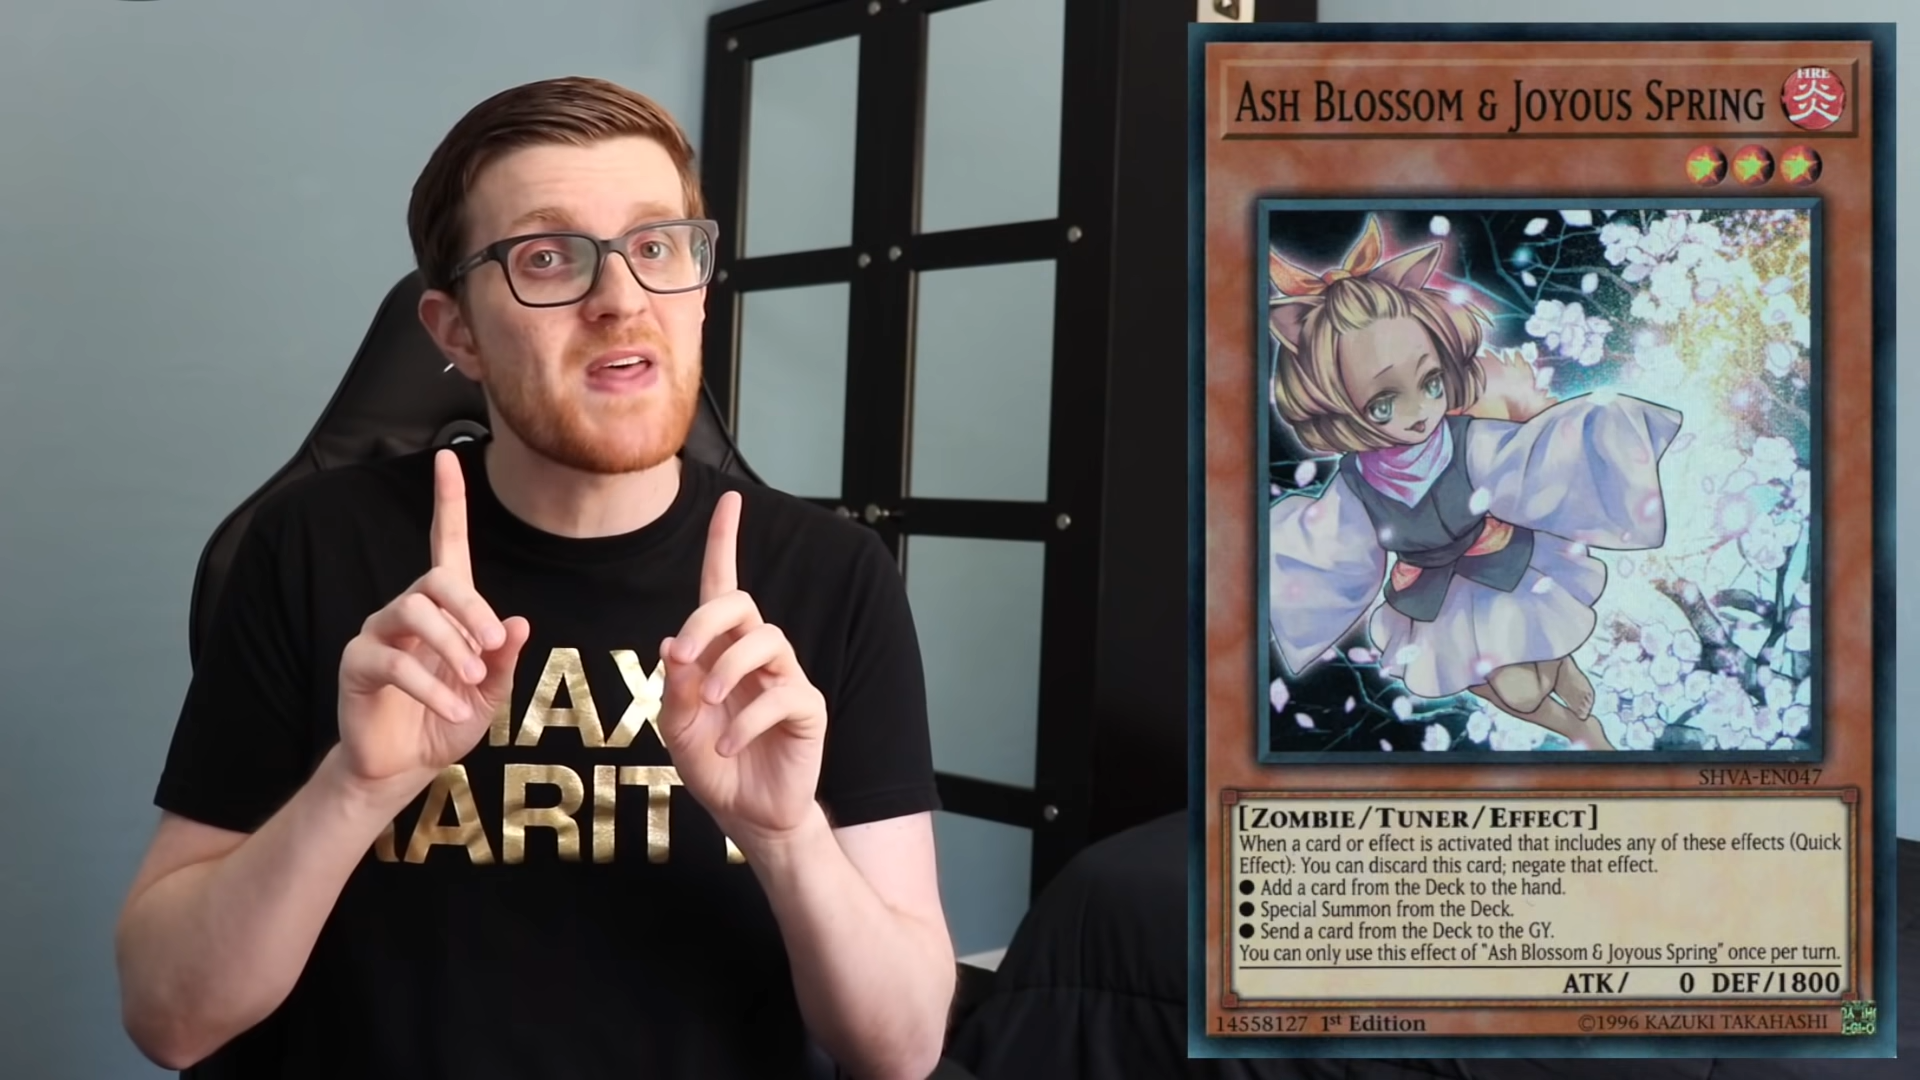 MAX
RARITY
ASH BLOSSOM & JOYOUS SPRING
FIRE
炎
SHVA-EN047
[ZOMBIE/TUNER/EFFECT]
When a card or effect is activated that includes any of these effects (Quick
Effect): You can discard this card; negate that effect.
● Add a card from the Deck to the hand.
● Special Summon from the Deck.
● Send a card from the Deck to the GY.
You can only use this effect of "Ash Blossom & Joyous Spring" once per turn.
ATK/ 0 DEF/1800
14558127 1st Edition
©1996 KAZUKI TAKAHASHI